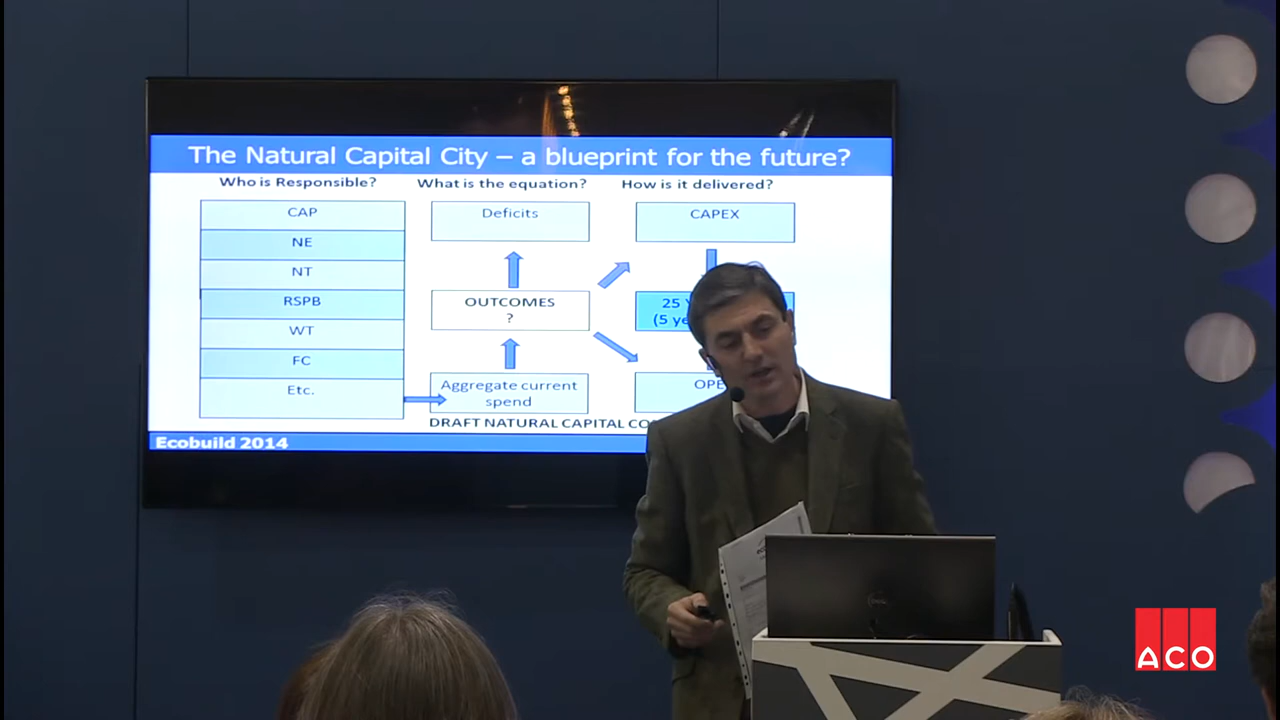 The Natural Capital City – a blueprint for the future?
Who is Responsible?
What is the equation?
How is it delivered?
CAP
NE
NT
RSPB
WT
FC
Etc.
Deficits
OUTCOMES
?
Aggregate current
spend
CAPEX
25
(5
DRAFT NATURAL CAPITAL
Ecobuild 2014
ACO